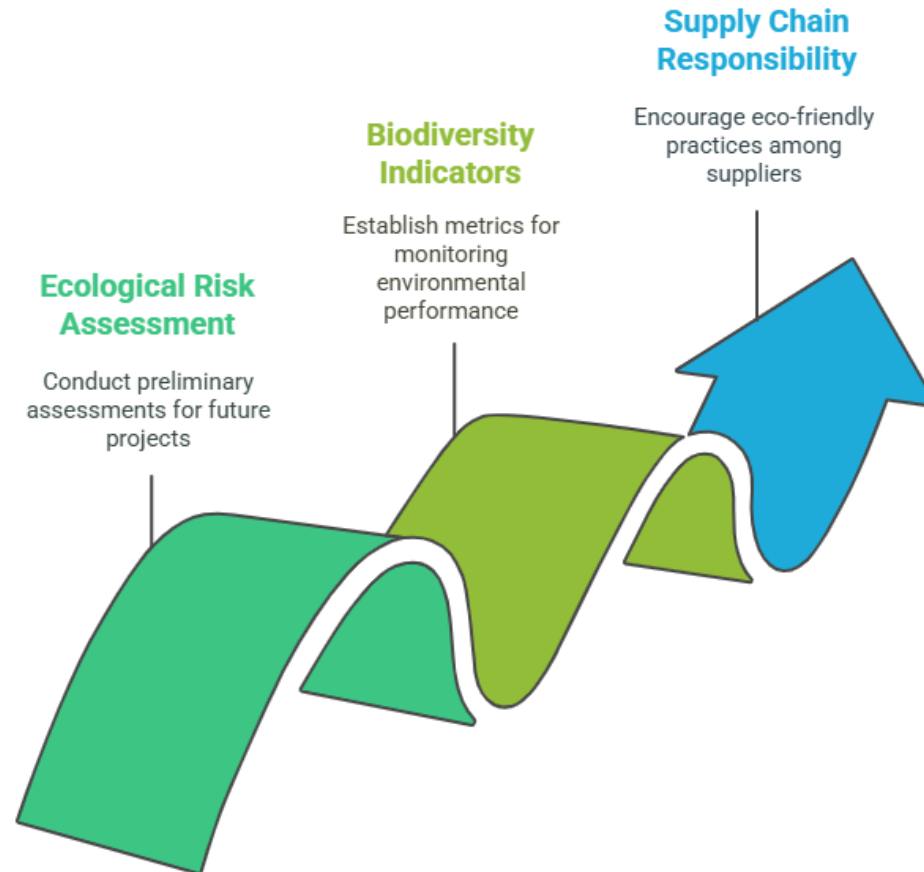 Supply Chain
Responsibility
Encourage eco-friendly
practices among
suppliers
Biodiversity
Indicators
Establish metrics for
monitoring
environmental
performance
Ecological Risk
Assessment
Conduct preliminary
assessments for future
projects